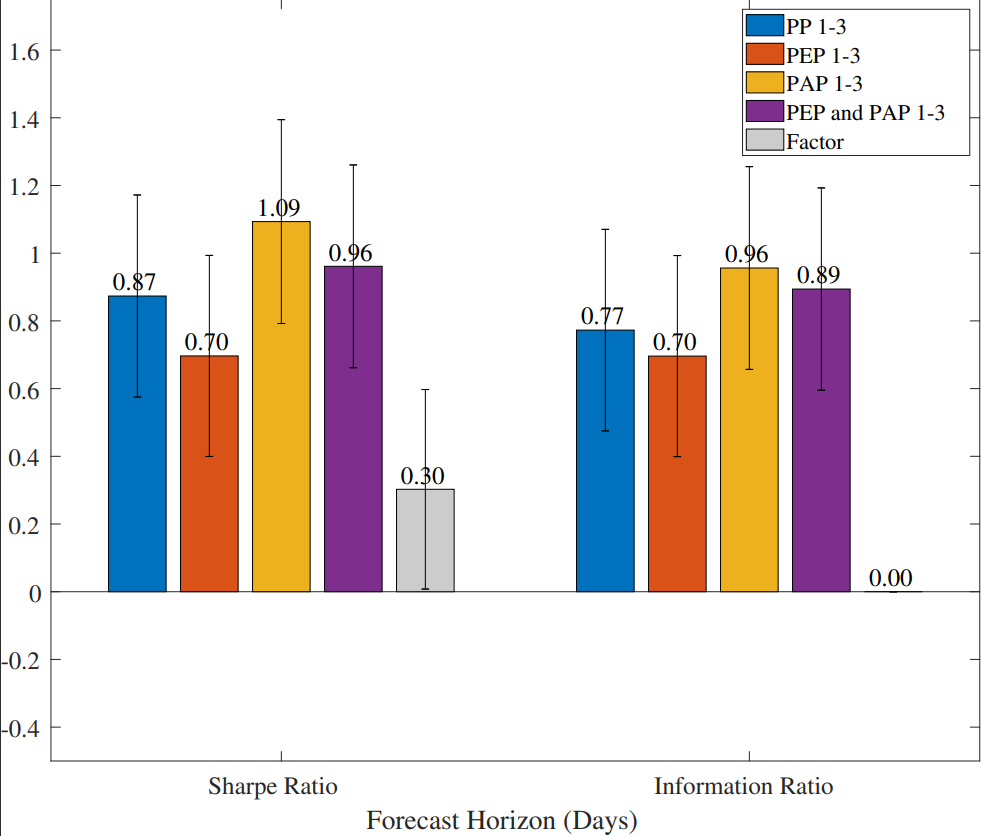 1.6
1.4
1.2
1
0.8
0.6
0.4
0.2
0
-0.2
-0.4
PP 1-3
PEP 1-3
PAP 1-3
PEP and PAP 1-3
Factor
0.87
0.70
1.09
0.96
0.30
0.77
0.70
0.96
0.89
0.00
Sharpe Ratio
Information Ratio
Forecast Horizon (Days)